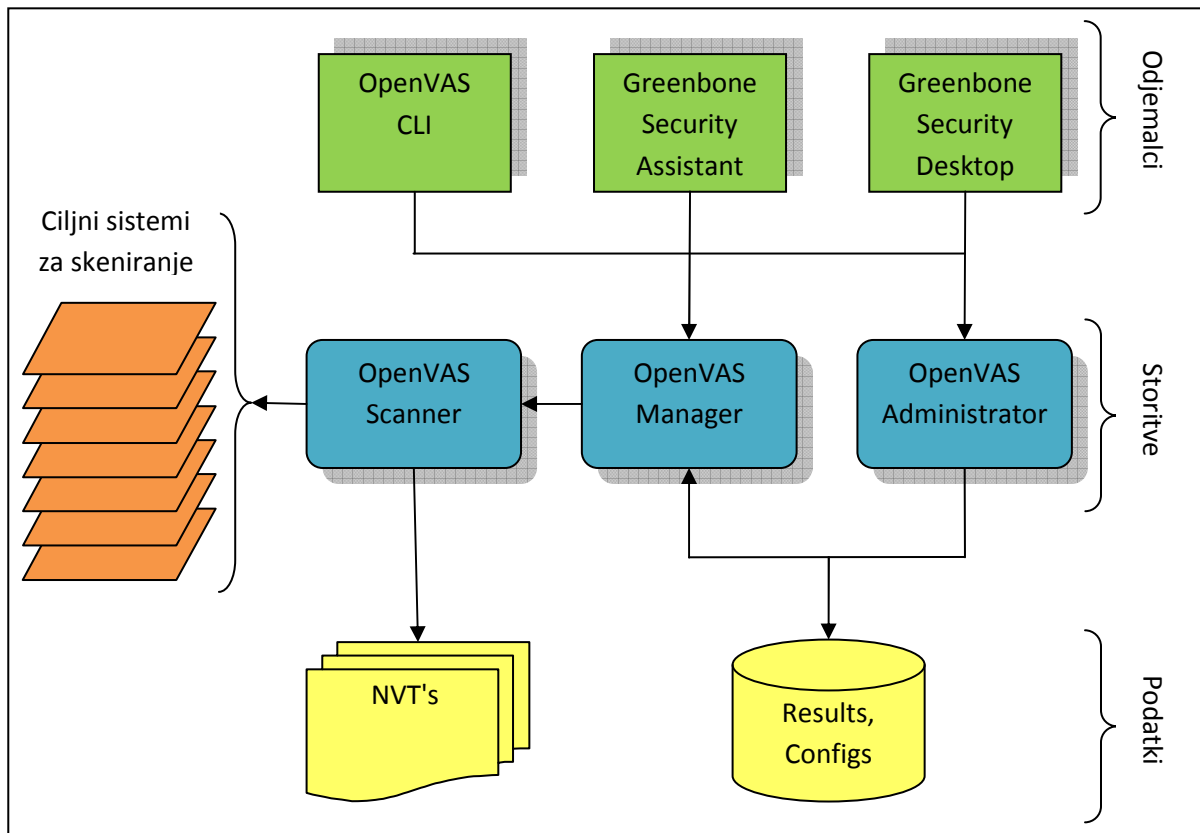 OpenVAS
CLI
Greenbone
Security
Assistant
Greenbone
Security
Desktop
Odjemalci
Ciljni sistemi
za skeniranje
OpenVAS
Scanner
OpenVAS
Manager
OpenVAS
Administrator
Storitve
NVT's
Results,
Configs
Podatki